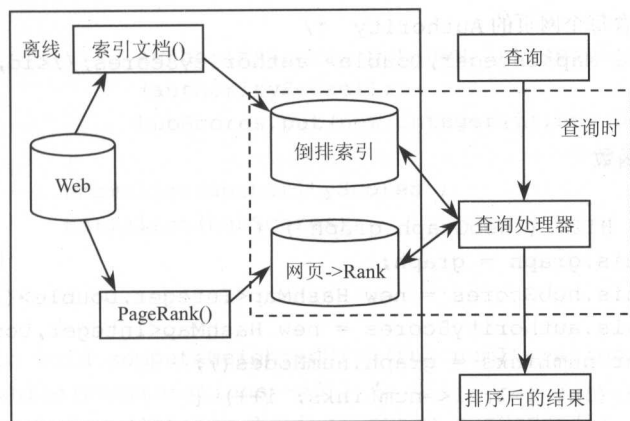 离线
索引文档()
查询
查询时
倒排索引
Web
查询处理器
网页->Rank
PageRank()
排序后的结果